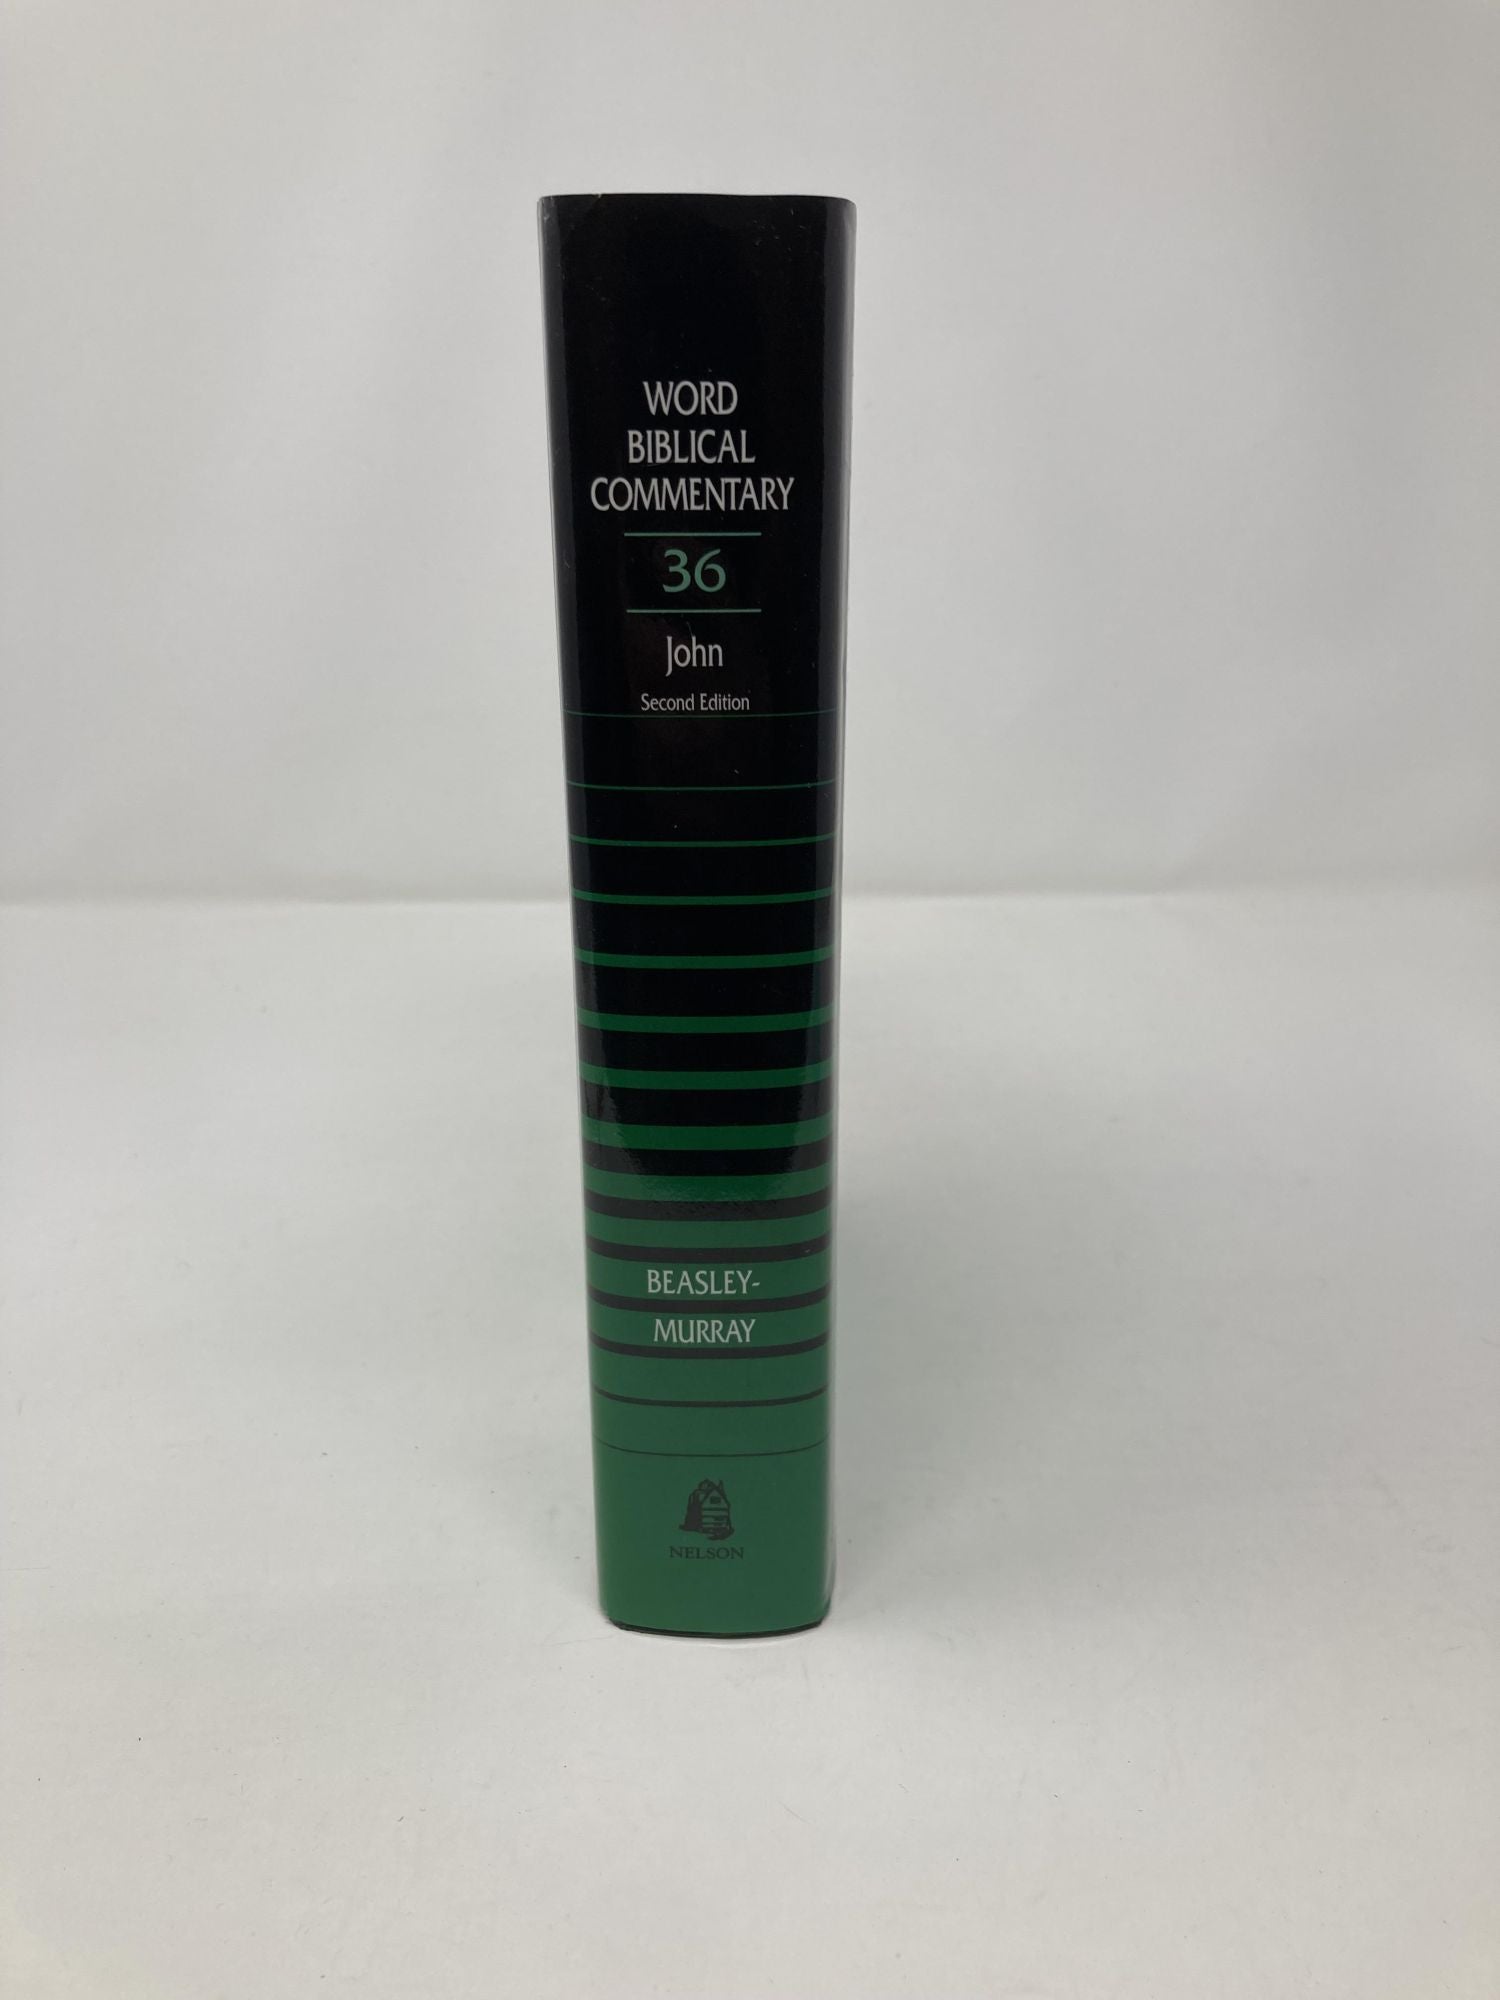 WORD
BIBLICAL
COMMENTARY
36
John
Second Edition
BEASLEY-
MURRAY
NELSON